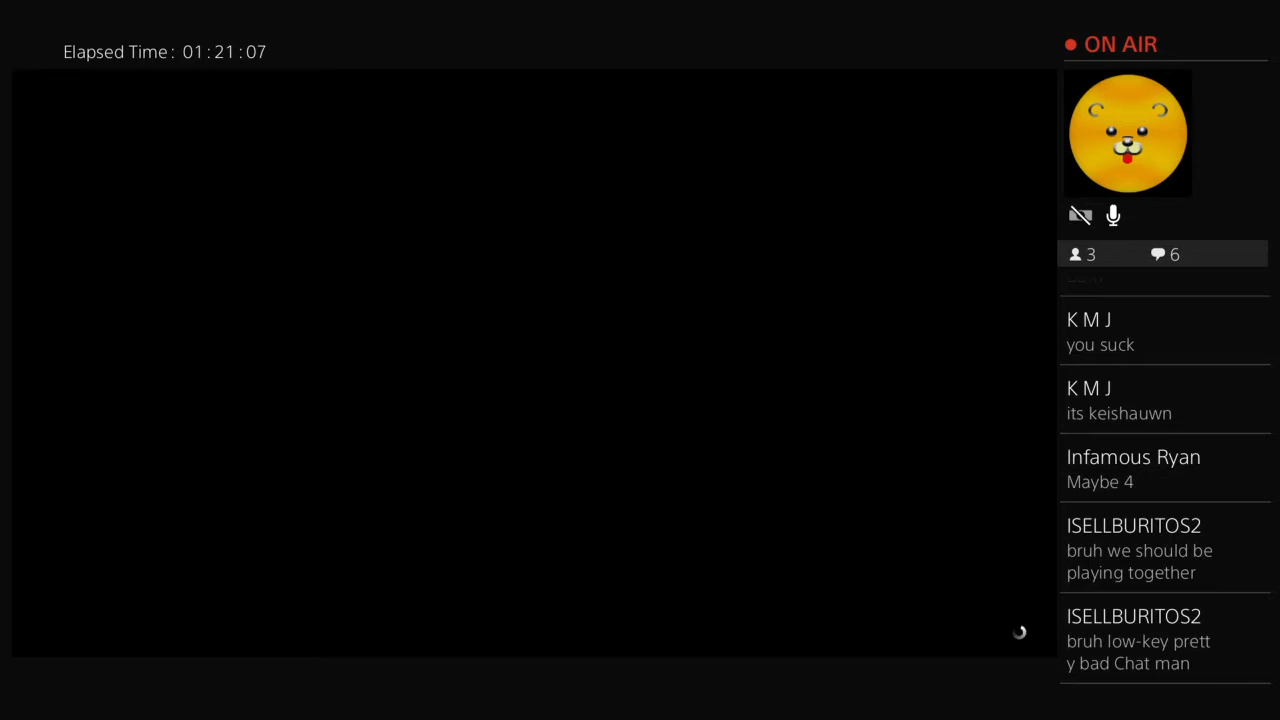 Elapsed Time: 01:21:07
ON AIR
3 6
K M J
you suck
K M J
its keishauwn
Infamous Ryan
Maybe 4
ISELLBURITOS2
bruh we should be
playing together
ISELLBURITOS2
bruh low-key prett
y bad Chat man